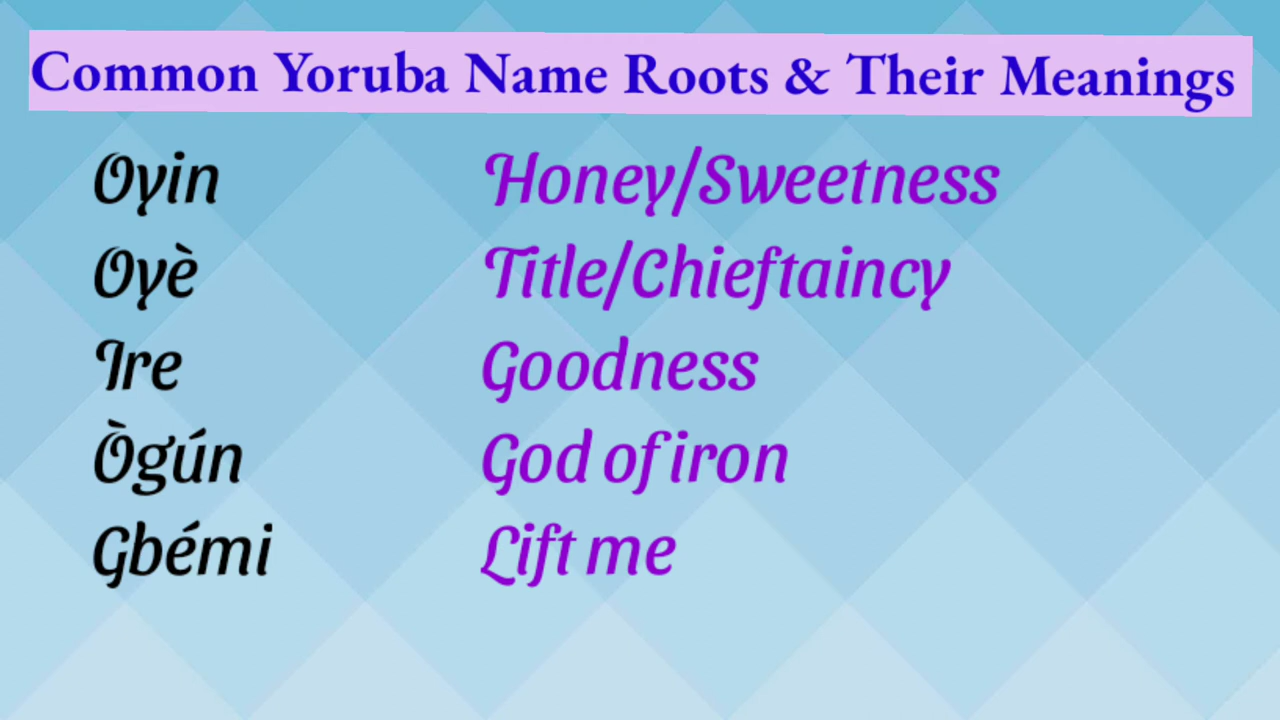 Common Yoruba Name Roots & Their Meanings
Oyin Honey/Sweetness
Oyè Title/Chieftaincy
Ire Goodness
Ògún God of iron
Gbémi Lift me